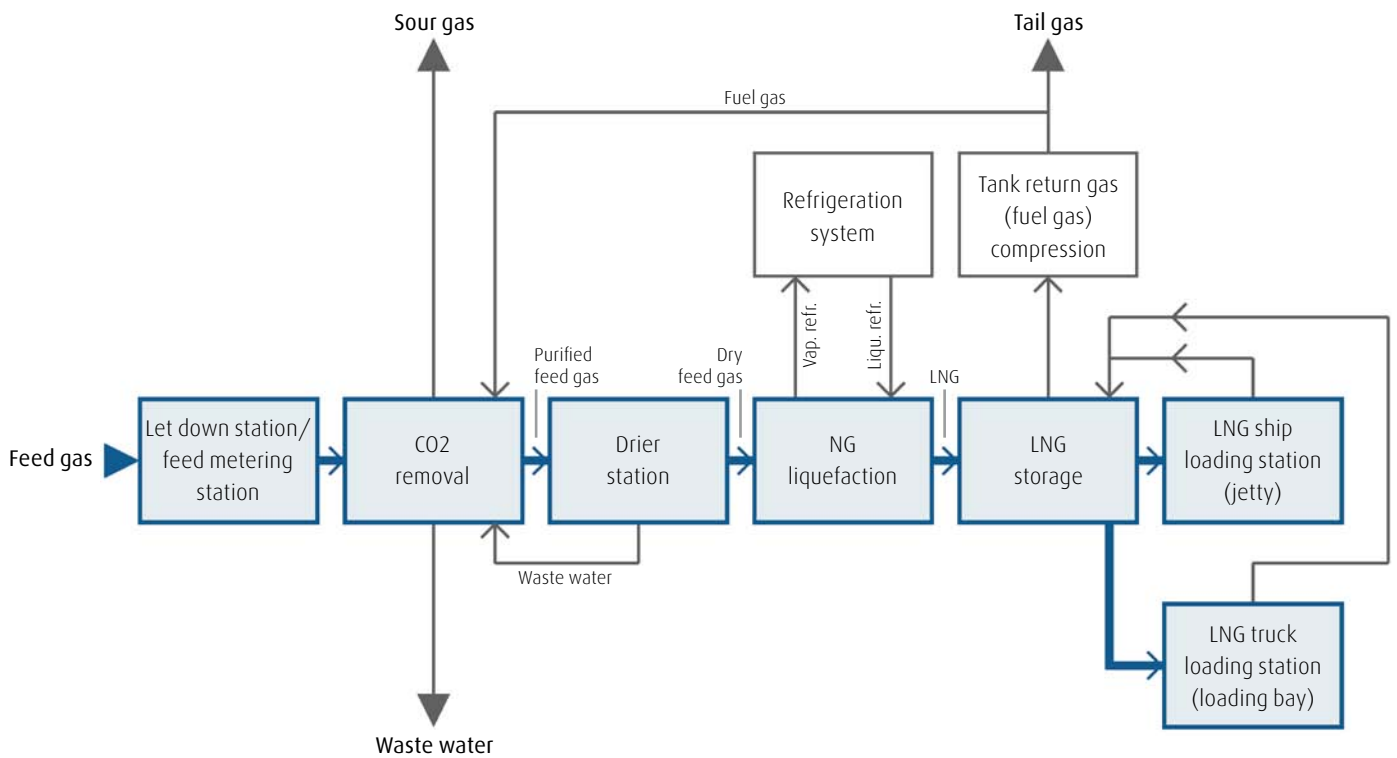 Sour gas
Tail gas
Fuel gas
Refrigeration
system
Tank return gas
(fuel gas)
compression
Vap. refr.
Liqu. refr.
Purified
feed gas
Dry
feed gas
LNG
Feed gas
Let down station/
feed metering
station
CO2
removal
Drier
station
NG
liquefaction
LNG
storage
LNG ship
loading station
(jetty)
Waste water
LNG truck
loading station
(loading bay)
Waste water